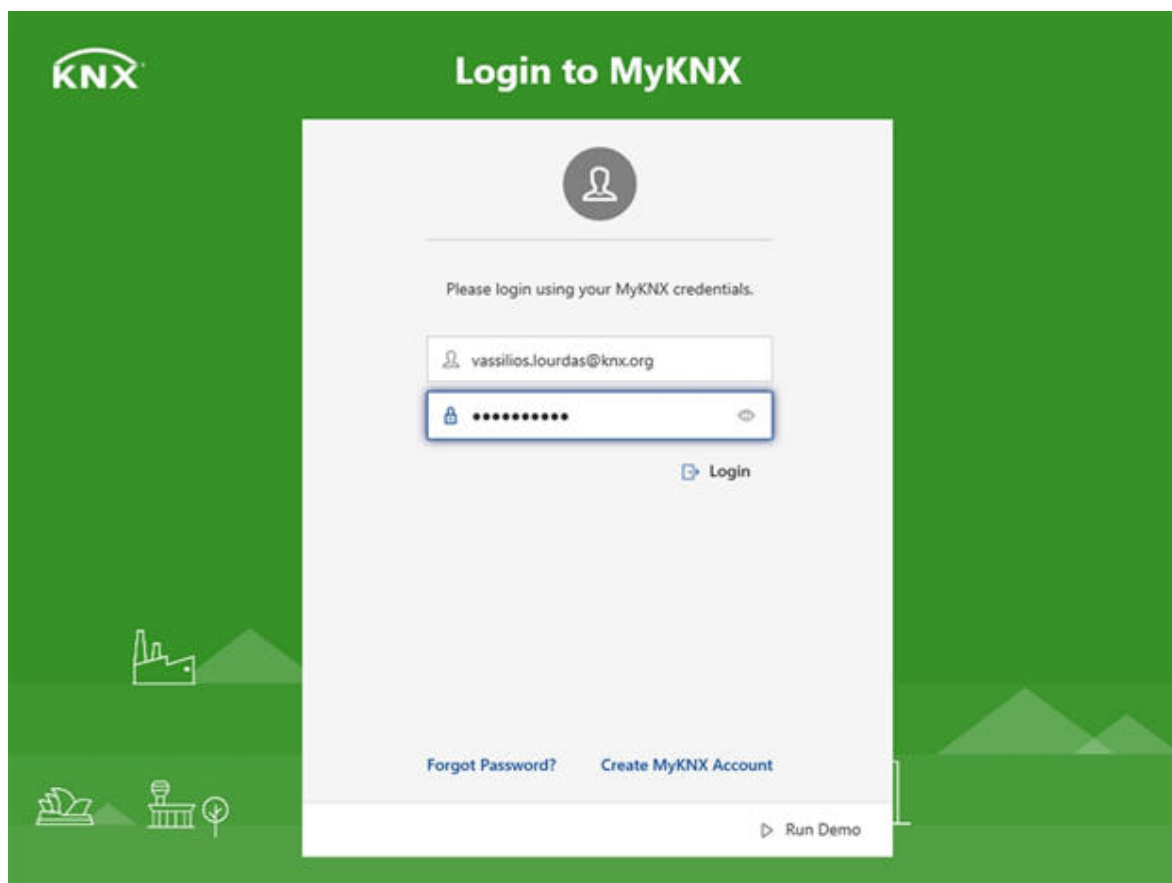 KNX
Login to MyKNX
Please login using your MyKNX credentials.
vassilios.lourdas@knx.org
••••••••••
Login
Forgot Password? Create MyKNX Account
Run Demo